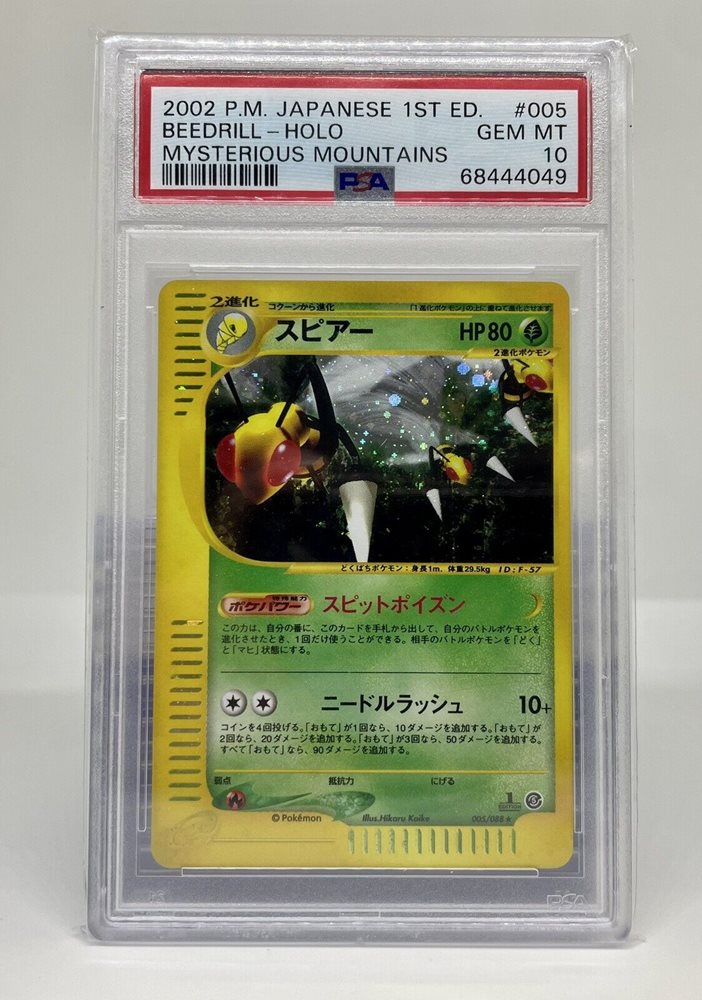 2002 P.M. JAPANESE 1ST ED. #005
BEEDRILL-HOLO GEM MT
MYSTERIOUS MOUNTAINS 10
PSA 68444049
2進化 コクーンから進化 「1進化ポケモン」の上に重ねて進化させます
スピアー HP80
2進化ポケモン
どくばちポケモン:身長1m、体重29.5kg ID:F-57
特殊能力
ポケパワー スピットポイズン
この力は、自分の番に、このカードを手札から出して、自分のバトルポケモンを
進化させたとき、1回だけ使うことができる。相手のバトルポケモンを「どく」
と「マヒ」状態にする。
ニードルラッシュ 10+
コインを4回投げる。「おもて」が1回なら、10ダメージを追加する。「おもて」が
2回なら、20ダメージを追加する。「おもて」が3回なら、50ダメージを追加する。
すべて「おもて」なら、90ダメージを追加する。
弱点 抵抗力 にげる
1
EDITION
©Pokémon Illus.Hikaru Koike 005/088★
PSA